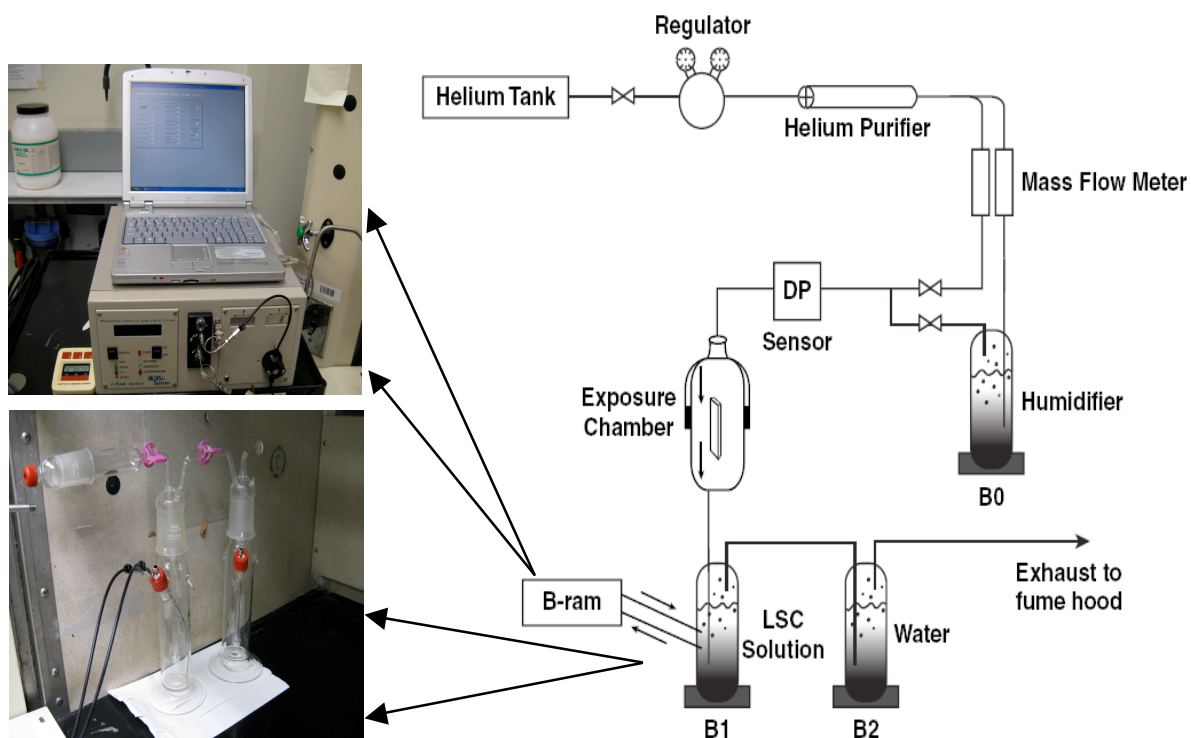 Regulator
Helium Tank
Helium Purifier
Mass Flow Meter
DP
Sensor
Exposure
Chamber
Humidifier
B0
B-ram
LSC
Solution
Water
Exhaust to
fume hood
B1
B2